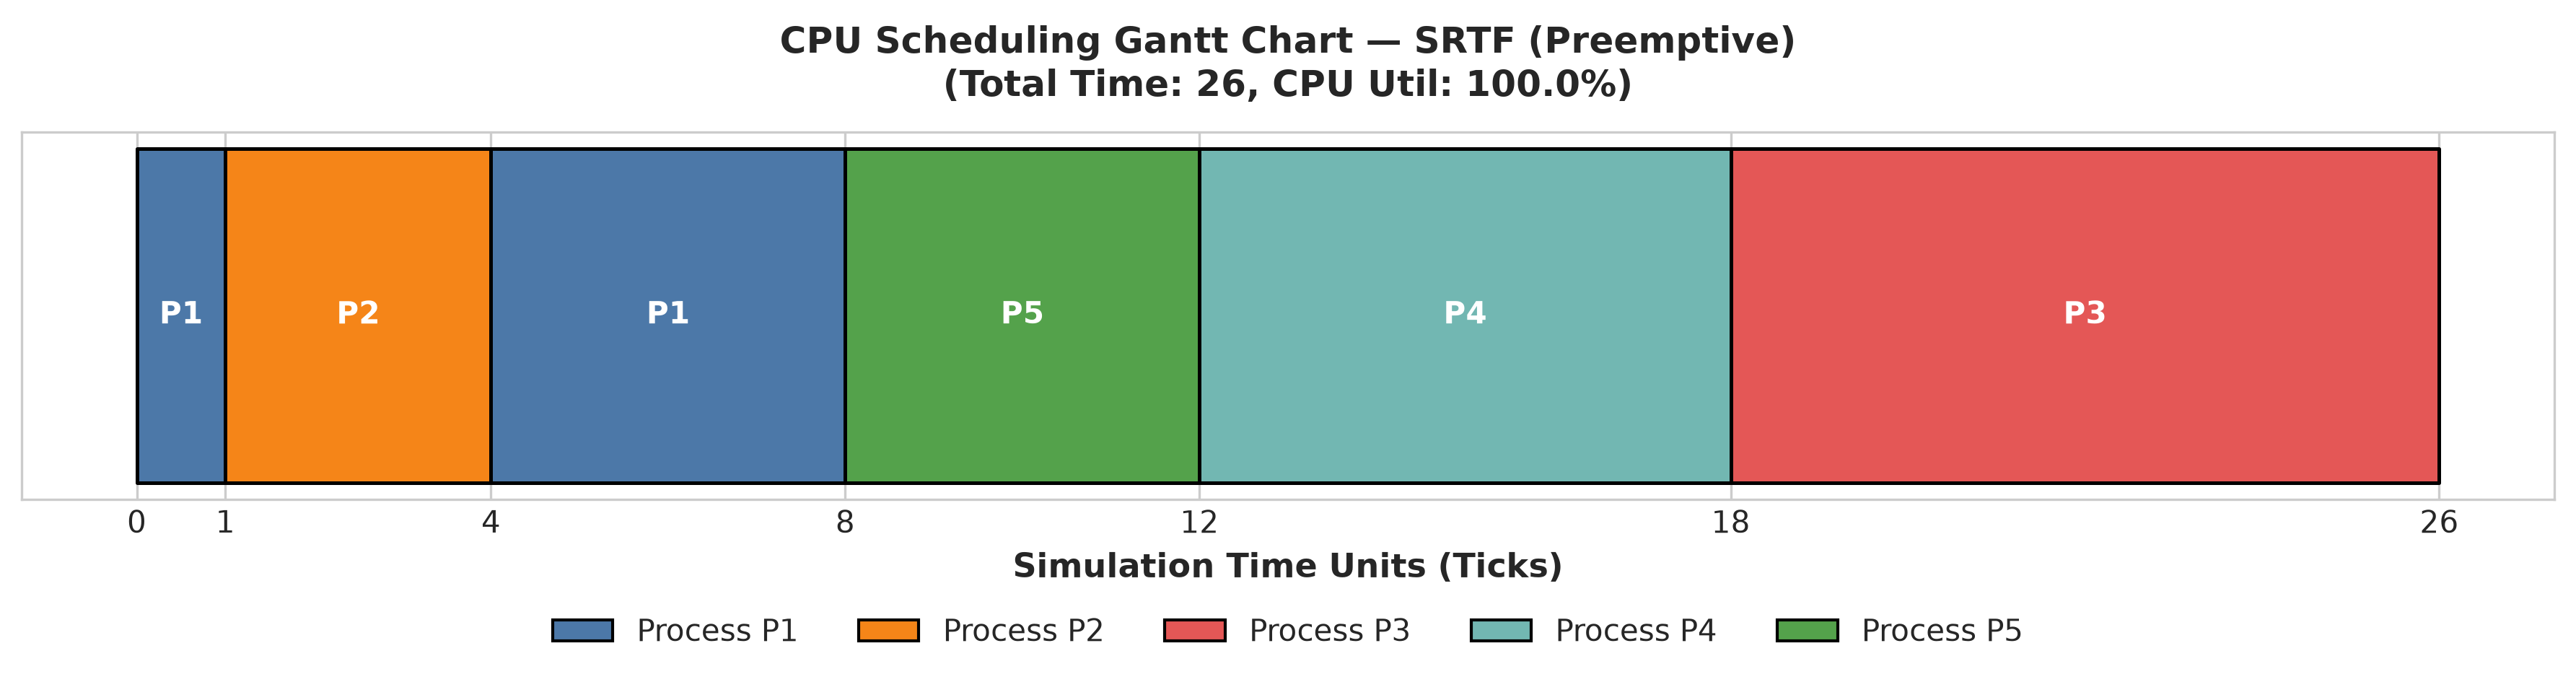 CPU Scheduling Gantt Chart — SRTF (Preemptive)
(Total Time: 26, CPU Util: 100.0%)
P1 P2 P1 P5 P4 P3
0 1 4 8 12 18 26
Simulation Time Units (Ticks)
Process P1 Process P2 Process P3 Process P4 Process P5